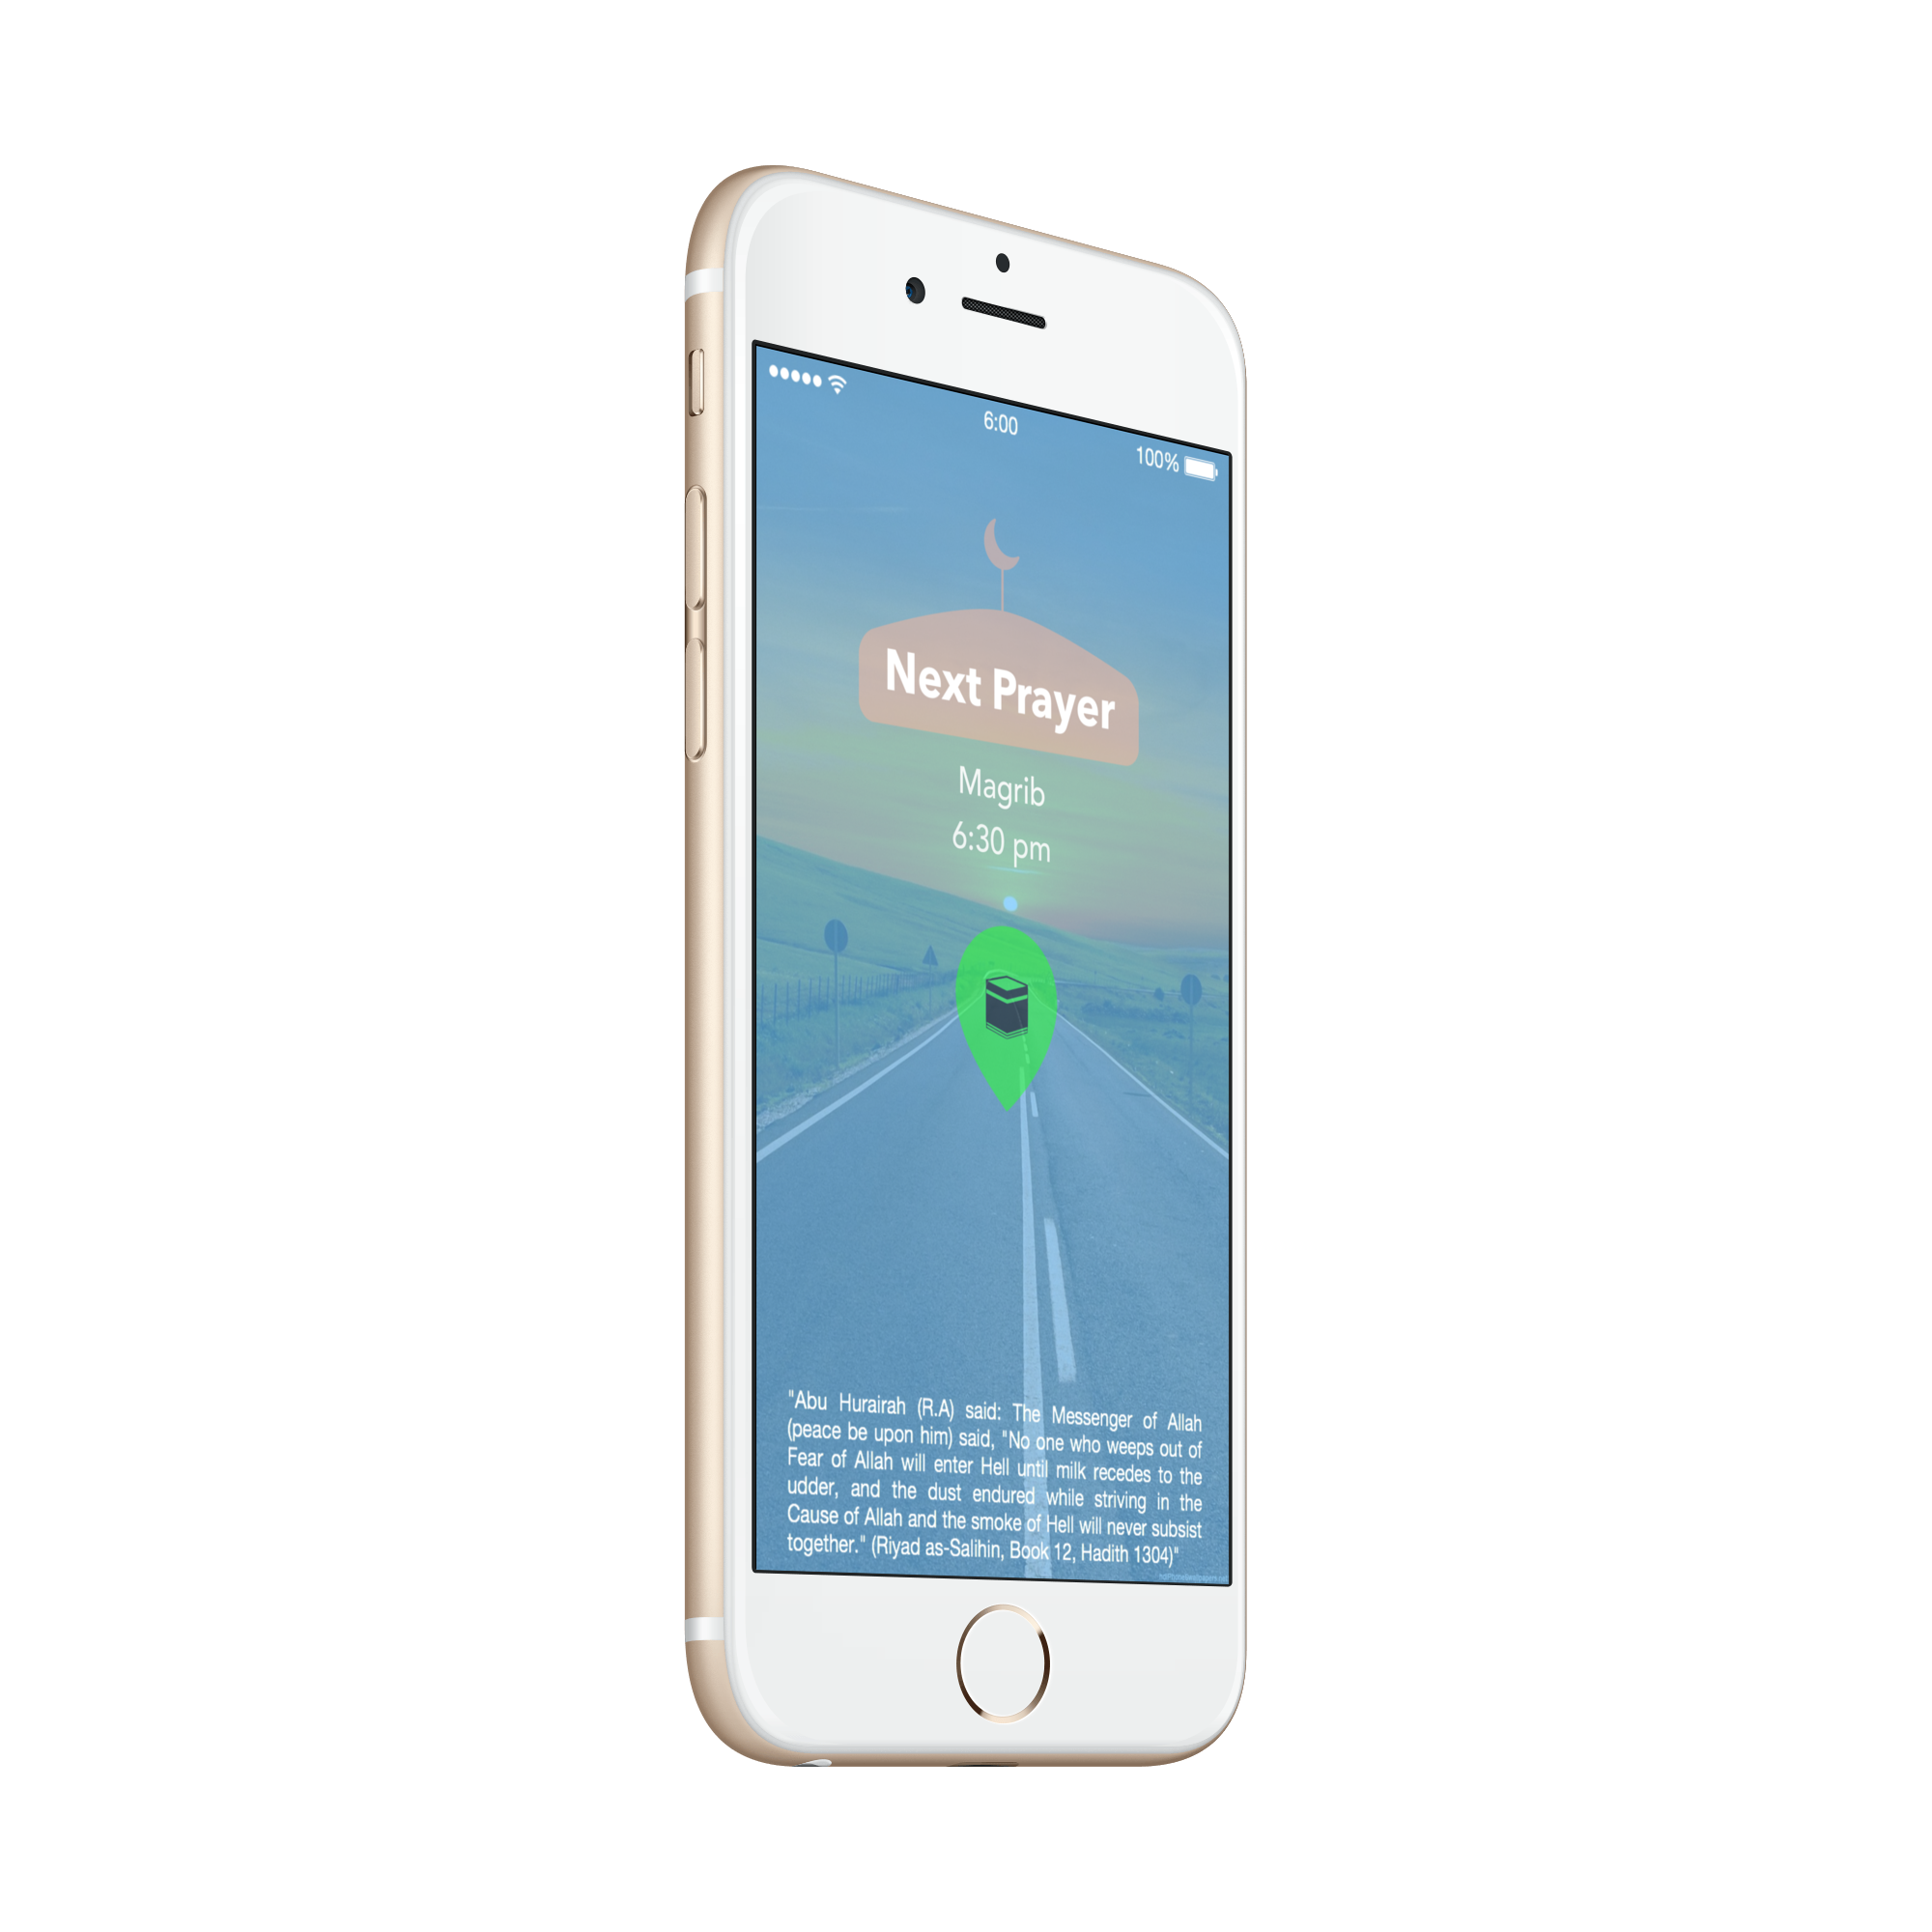 6:00
100%
Next Prayer
Magrib
6:30 pm
"Abu Hurairah (R.A) said: The Messenger of Allah
(peace be upon him) said, "No one who weeps out of
Fear of Allah will enter Hell until milk recedes to the
udder, and the dust endured while striving in the
Cause of Allah and the smoke of Hell will never subsist
together." (Riyad as-Salihin, Book 12, Hadith 1304)"